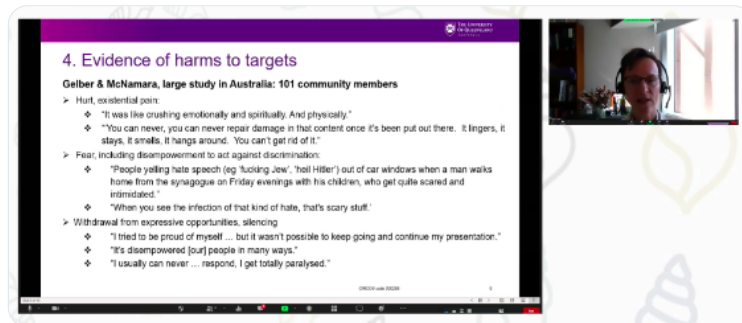 THE UNIVERSITY
OF QUEENSLAND
4. Evidence of harms to targets
Gelber & McNamara, large study in Australia: 101 community members
➢ Hurt, existential pain:
❖ "It was like crushing emotionally and spiritually. And physically."
❖ "'You can never, you can never repair damage in that content once it's been put out there. It lingers, it
stays, it smells, it hangs around. You can't get rid of it."
➢ Fear, including disempowerment to act against discrimination:
❖ "People yelling hate speech (eg 'fucking Jew', 'heil Hitler') out of car windows when a man walks
home from the synagogue on Friday evenings with his children, who get quite scared and
intimidated."
❖ "When you see the infection of that kind of hate, that's scary stuff.'
➢ Withdrawal from expressive opportunities, silencing
❖ "I tried to be proud of myself … but it wasn't possible to keep going and continue my presentation."
❖ "It's disempowered [our] people in many ways."
❖ "I usually can never … respond, I get totally paralysed."